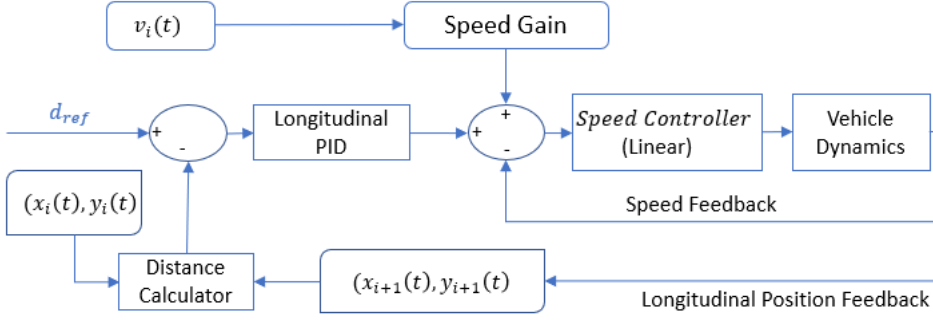 v_i(t)
Speed Gain
d_ref
+
-
Longitudinal
PID
+
+
-
Speed Controller
(Linear)
Vehicle
Dynamics
(x_i(t), y_i(t)
Speed Feedback
Distance
Calculator
(x_{i+1}(t), y_{i+1}(t)
Longitudinal Position Feedback